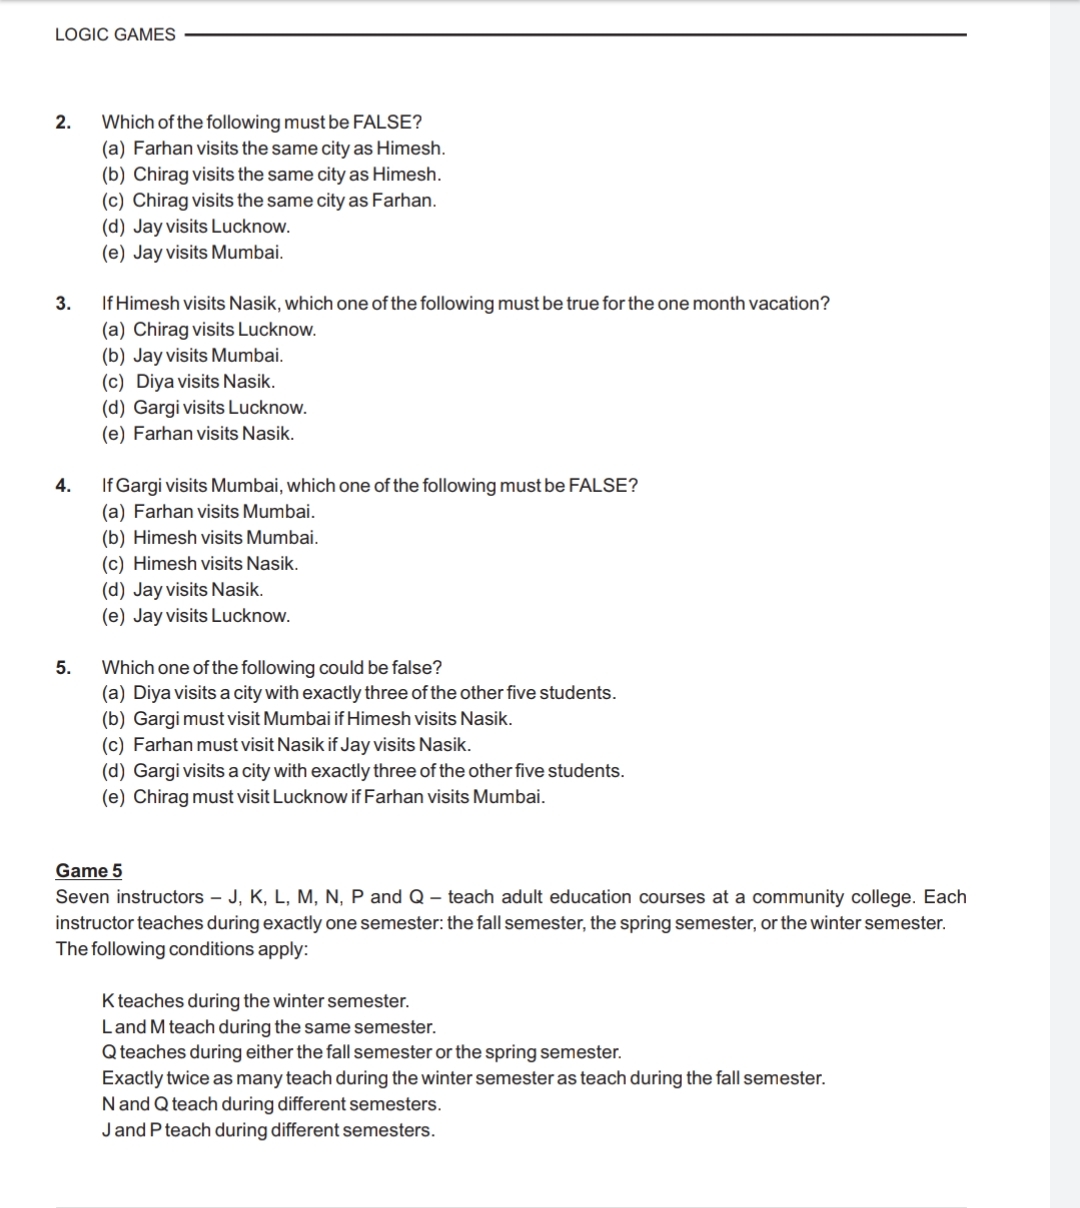 LOGIC GAMES
2. Which of the following must be FALSE?
(a) Farhan visits the same city as Himesh.
(b) Chirag visits the same city as Himesh.
(c) Chirag visits the same city as Farhan.
(d) Jay visits Lucknow.
(e) Jay visits Mumbai.
3. If Himesh visits Nasik, which one of the following must be true for the one month vacation?
(a) Chirag visits Lucknow.
(b) Jay visits Mumbai.
(c) Diya visits Nasik.
(d) Gargi visits Lucknow.
(e) Farhan visits Nasik.
4. If Gargi visits Mumbai, which one of the following must be FALSE?
(a) Farhan visits Mumbai.
(b) Himesh visits Mumbai.
(c) Himesh visits Nasik.
(d) Jay visits Nasik.
(e) Jay visits Lucknow.
5. Which one of the following could be false?
(a) Diya visits a city with exactly three of the other five students.
(b) Gargi must visit Mumbai if Himesh visits Nasik.
(c) Farhan must visit Nasik if Jay visits Nasik.
(d) Gargi visits a city with exactly three of the other five students.
(e) Chirag must visit Lucknow if Farhan visits Mumbai.
Game 5
Seven instructors – J, K, L, M, N, P and Q – teach adult education courses at a community college. Each
instructor teaches during exactly one semester: the fall semester, the spring semester, or the winter semester.
The following conditions apply:
K teaches during the winter semester.
L and M teach during the same semester.
Q teaches during either the fall semester or the spring semester.
Exactly twice as many teach during the winter semester as teach during the fall semester.
N and Q teach during different semesters.
J and P teach during different semesters.